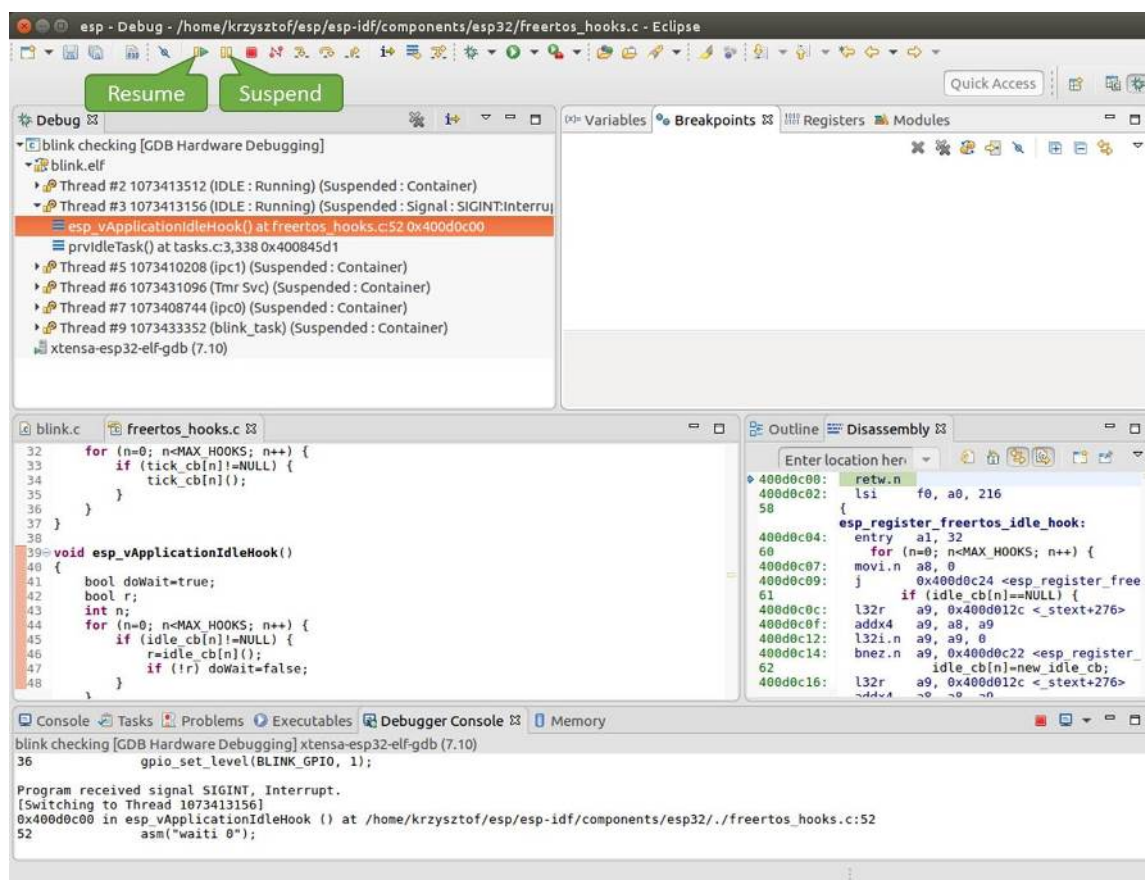 esp - Debug - /home/krzysztof/esp/esp-idf/components/esp32/freertos_hooks.c - Eclipse
Resume
Suspend
Quick Access
Debug
blink checking [GDB Hardware Debugging]
blink.elf
Thread #2 1073413512 (IDLE : Running) (Suspended : Container)
Thread #3 1073413156 (IDLE : Running) (Suspended : Signal : SIGINT:Interru
esp_vApplicationIdleHook() at freertos_hooks.c:52 0x400d0c00
prvIdleTask() at tasks.c:3,338 0x400845d1
Thread #5 1073410208 (ipc1) (Suspended : Container)
Thread #6 1073431096 (Tmr Svc) (Suspended : Container)
Thread #7 1073408744 (ipc0) (Suspended : Container)
Thread #9 1073433352 (blink_task) (Suspended : Container)
xtensa-esp32-elf-gdb (7.10)
(x)= Variables Breakpoints Registers Modules
blink.c freertos_hooks.c
32 for (n=0; n<MAX_HOOKS; n++) {
33 if (tick_cb[n]!=NULL) {
34 tick_cb[n]();
35 }
36 }
37 }
38
39 void esp_vApplicationIdleHook()
40 {
41 bool doWait=true;
42 bool r;
43 int n;
44 for (n=0; n<MAX_HOOKS; n++) {
45 if (idle_cb[n]!=NULL) {
46 r=idle_cb[n]();
47 if (!r) doWait=false;
48 }
}
Outline Disassembly
Enter location her
400d0c00: retw.n
400d0c02: lsi f0, a0, 216
58 {
esp_register_freertos_idle_hook:
400d0c04: entry a1, 32
60 for (n=0; n<MAX_HOOKS; n++) {
400d0c07: movi.n a8, 0
400d0c09: j 0x400d0c24 <esp_register_free
61 if (idle_cb[n]==NULL) {
400d0c0c: l32r a9, 0x400d012c <_stext+276>
400d0c0f: addx4 a9, a8, a9
400d0c12: l32i.n a9, a9, 0
400d0c14: bnez.n a9, 0x400d0c22 <esp_register_
62 idle_cb[n]=new_idle_cb;
400d0c16: l32r a9, 0x400d012c <_stext+276>
addx4 a8, a8, a9
Console Tasks Problems Executables Debugger Console Memory
blink checking [GDB Hardware Debugging] xtensa-esp32-elf-gdb (7.10)
36 gpio_set_level(BLINK_GPIO, 1);
Program received signal SIGINT, Interrupt.
[Switching to Thread 1073413156]
0x400d0c00 in esp_vApplicationIdleHook () at /home/krzysztof/esp/esp-idf/components/esp32/./freertos_hooks.c:52
52 asm("waiti 0");